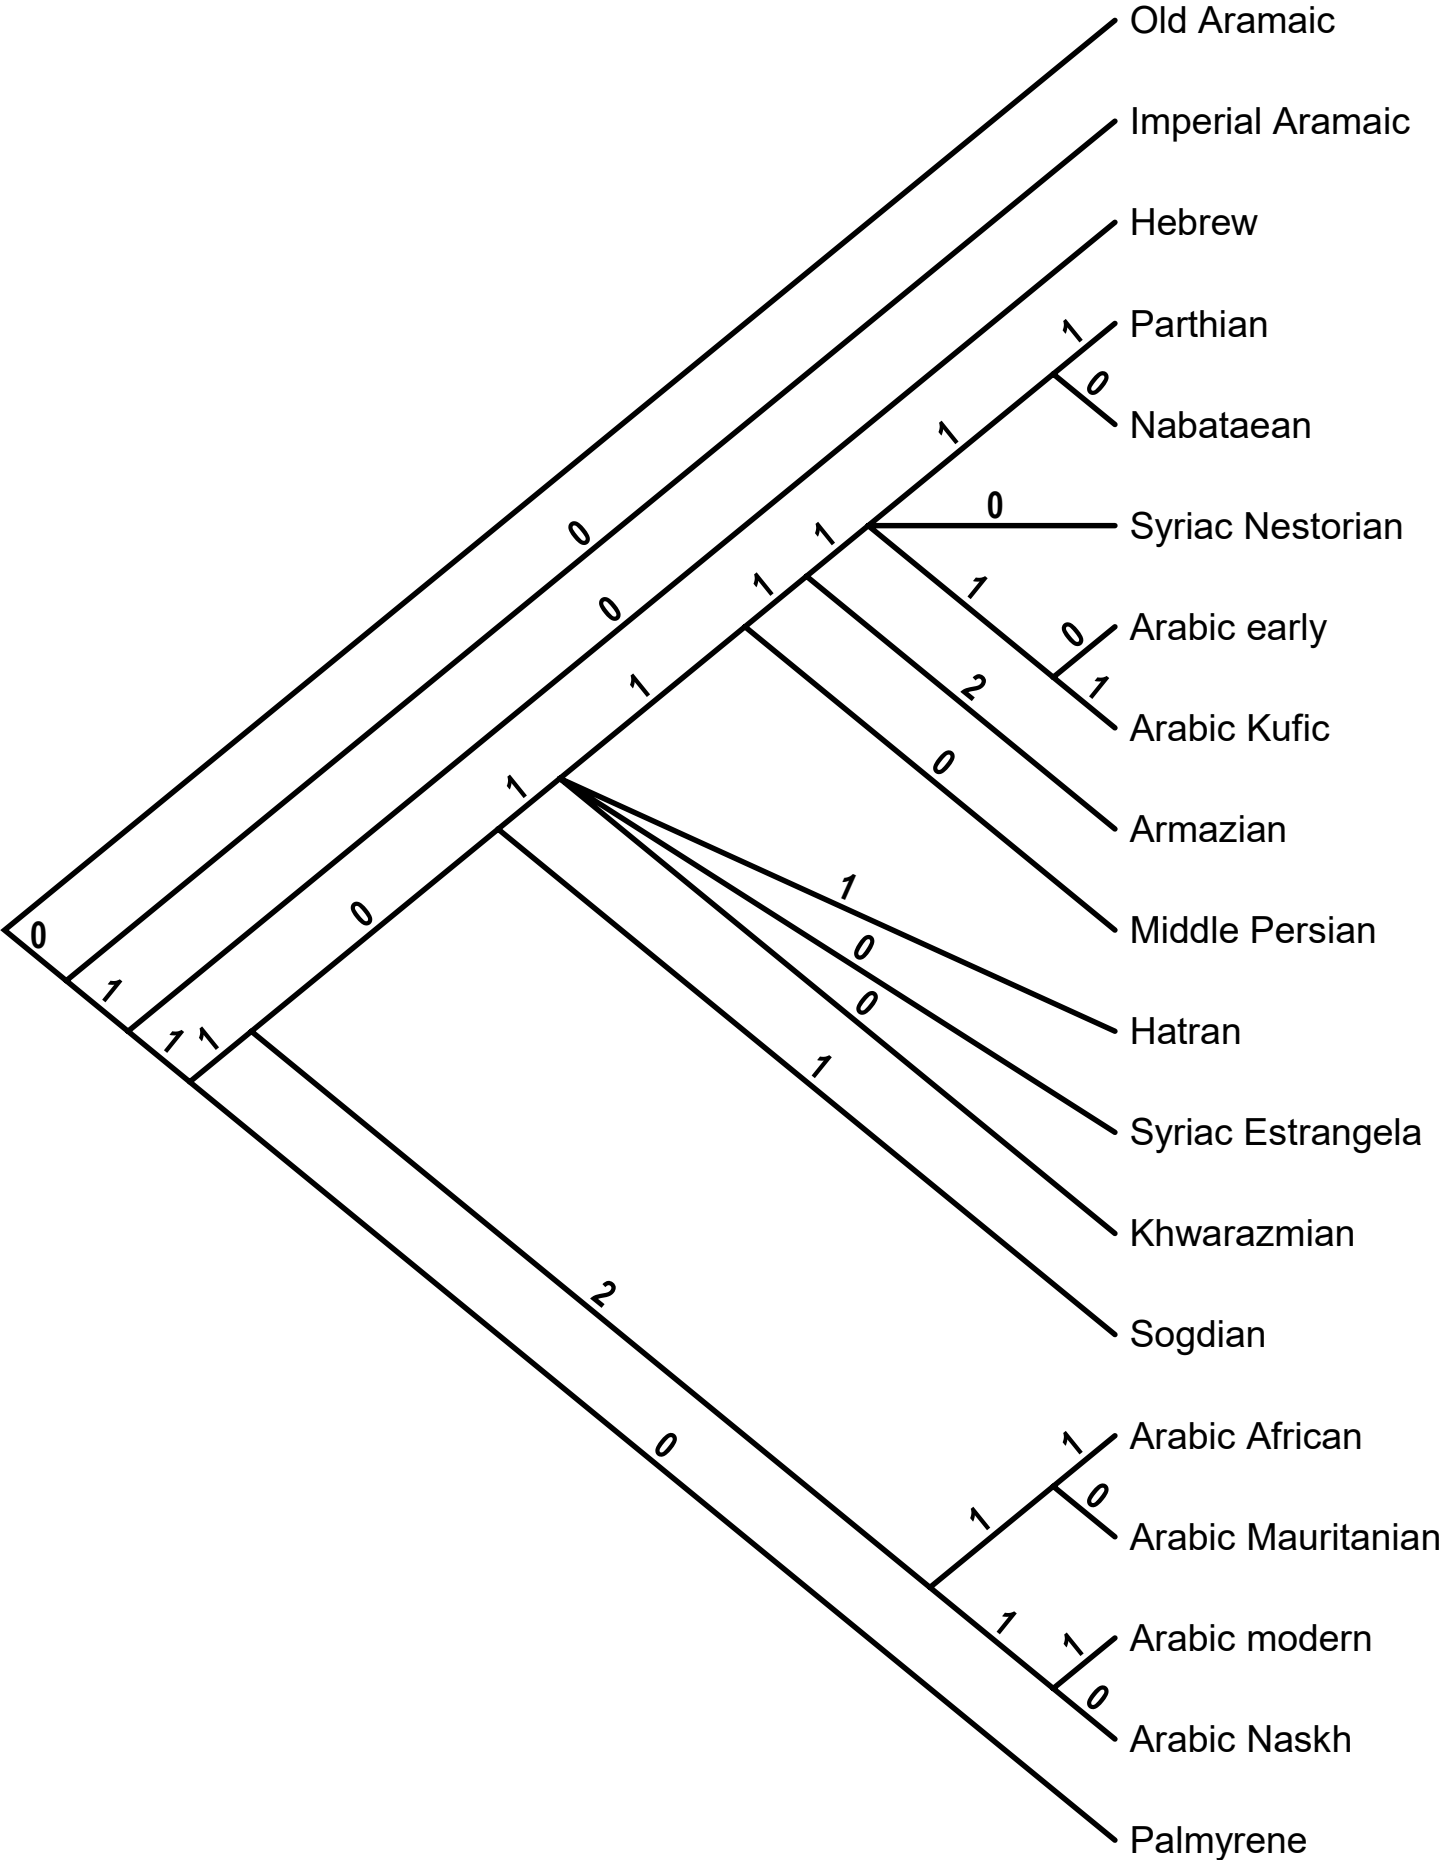 Old Aramaic
Imperial Aramaic
Hebrew
1 Parthian
0
Nabataean
1
0
Syriac Nestorian
0
1
1
1
0
Arabic early
0
1
1
2
Arabic Kufic
0
1
Armazian
1
0
0
Middle Persian
0
0
1
Hatran
1 1
1
Syriac Estrangela
Khwarazmian
2
Sogdian
1 Arabic African
0
0
1
Arabic Mauritanian
1
1
Arabic modern
0
Arabic Naskh
Palmyrene